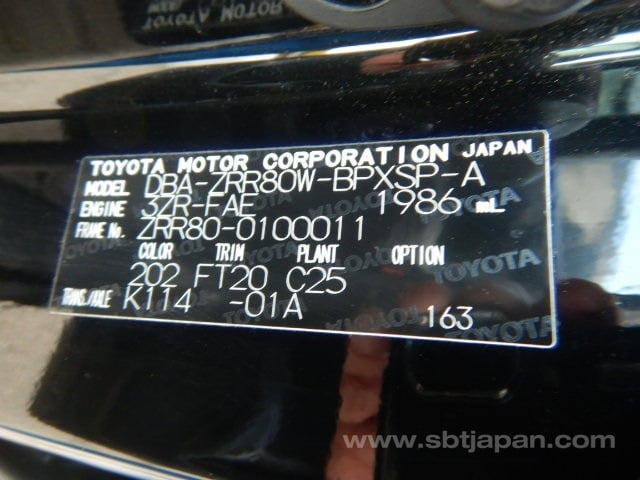 TOYOTA MOTOR CORPORATION JAPAN
MODEL DBA-ZRR80W-BPXSP-A
ENGINE 3ZR-FAE 1986 mL
FRAME No. ZRR80-0100011
COLOR TRIM PLANT OPTION
202 FT20 C25
TRANS./AXLE K114 -01A 163
www.sbtjapan.com